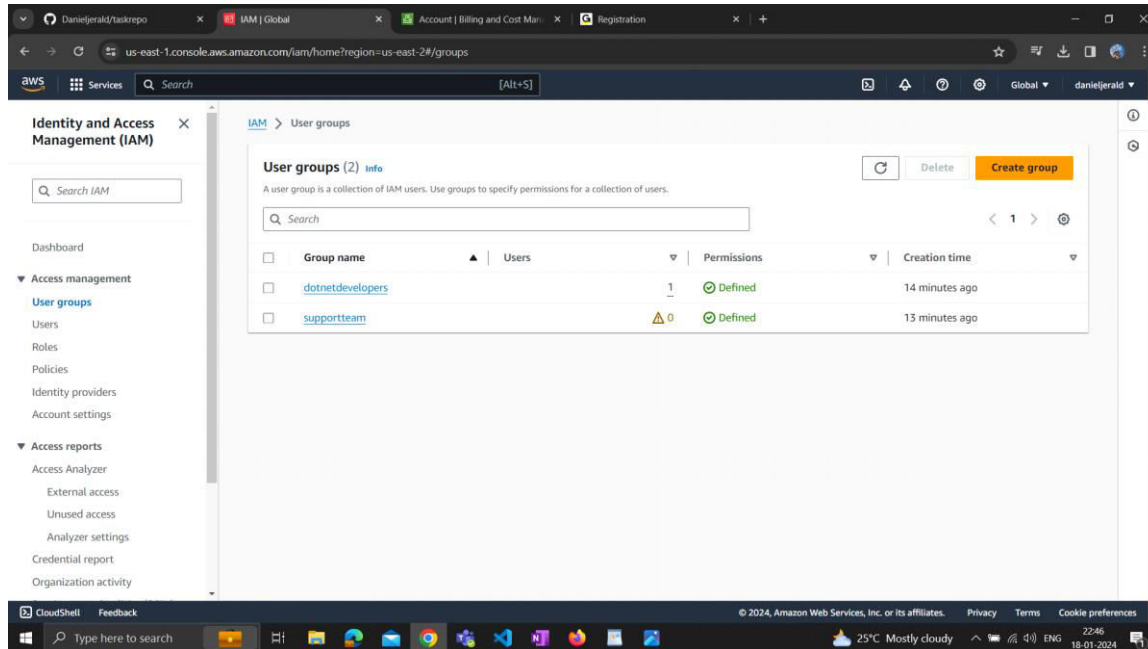 Danieljerald/taskrepo
IAM | Global
Account | Billing and Cost Man
Registration
us-east-1.console.aws.amazon.com/iam/home?region=us-east-2#/groups
aws
Services
Search
[Alt+S]
Global
danieljerald
Identity and Access
Management (IAM)
Search IAM
Dashboard
Access management
User groups
Users
Roles
Policies
Identity providers
Account settings
Access reports
Access Analyzer
External access
Unused access
Analyzer settings
Credential report
Organization activity
IAM > User groups
User groups (2) Info
A user group is a collection of IAM users. Use groups to specify permissions for a collection of users.
Delete
Create group
Search
1
Group name Users Permissions Creation time
dotnetdevelopers 1 Defined 14 minutes ago
supportteam 0 Defined 13 minutes ago
CloudShell Feedback © 2024, Amazon Web Services, Inc. or its affiliates. Privacy Terms Cookie preferences
Type here to search
25°C Mostly cloudy
ENG
22:46
18-01-2024